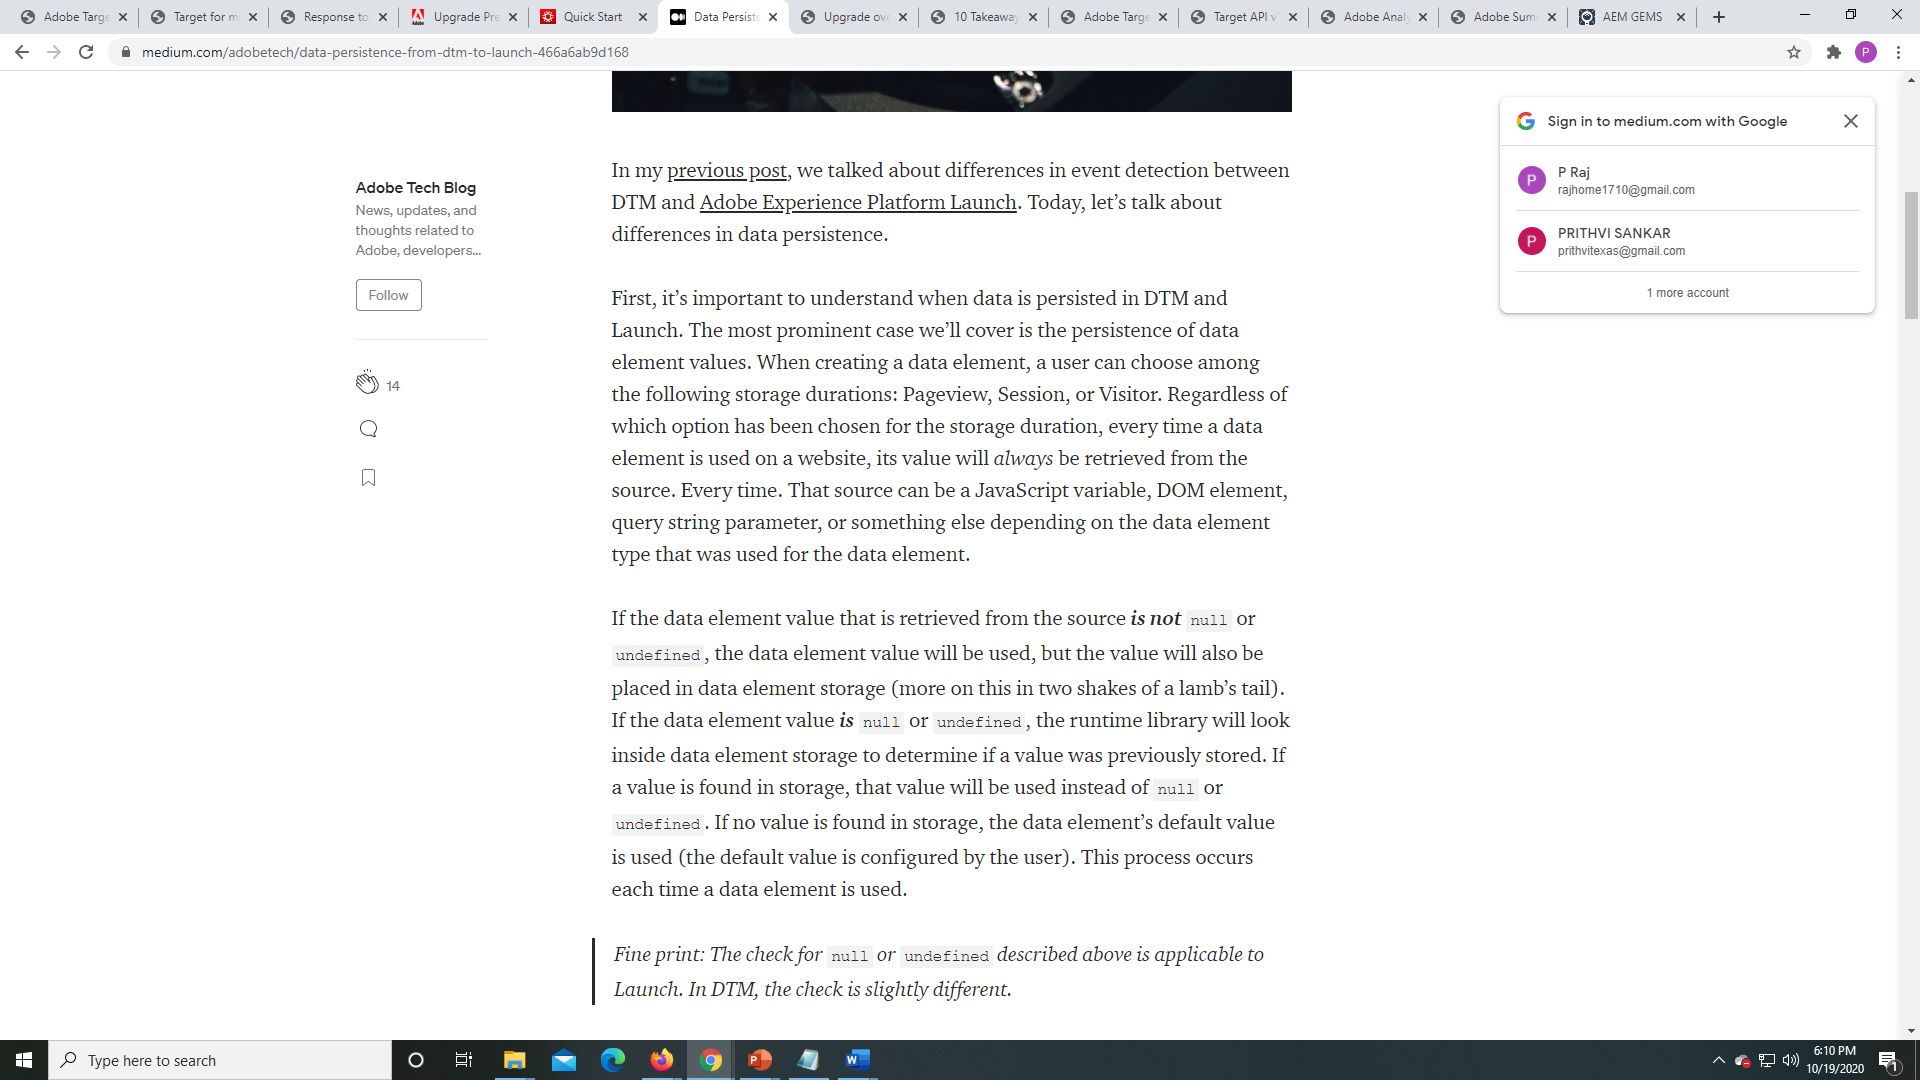 Adobe Targe
Target for m
Response to
Upgrade Pre
Quick Start
Data Persiste
Upgrade ove
10 Takeaway
Adobe Targe
Target API v
Adobe Analy
Adobe Sum
AEM GEMS
medium.com/adobetech/data-persistence-from-dtm-to-launch-466a6ab9d168
P
Sign in to medium.com with Google
P
P Raj
rajhome1710@gmail.com
P
PRITHVI SANKAR
prithvitexas@gmail.com
1 more account
Adobe Tech Blog
News, updates, and
thoughts related to
Adobe, developers...
Follow
14
In my previous post, we talked about differences in event detection between
DTM and Adobe Experience Platform Launch. Today, let’s talk about
differences in data persistence.
First, it’s important to understand when data is persisted in DTM and
Launch. The most prominent case we’ll cover is the persistence of data
element values. When creating a data element, a user can choose among
the following storage durations: Pageview, Session, or Visitor. Regardless of
which option has been chosen for the storage duration, every time a data
element is used on a website, its value will always be retrieved from the
source. Every time. That source can be a JavaScript variable, DOM element,
query string parameter, or something else depending on the data element
type that was used for the data element.
If the data element value that is retrieved from the source is not null or
undefined, the data element value will be used, but the value will also be
placed in data element storage (more on this in two shakes of a lamb’s tail).
If the data element value is null or undefined, the runtime library will look
inside data element storage to determine if a value was previously stored. If
a value is found in storage, that value will be used instead of null or
undefined. If no value is found in storage, the data element’s default value
is used (the default value is configured by the user). This process occurs
each time a data element is used.
Fine print: The check for null or undefined described above is applicable to
Launch. In DTM, the check is slightly different.
Type here to search
6:10 PM
10/19/2020
1